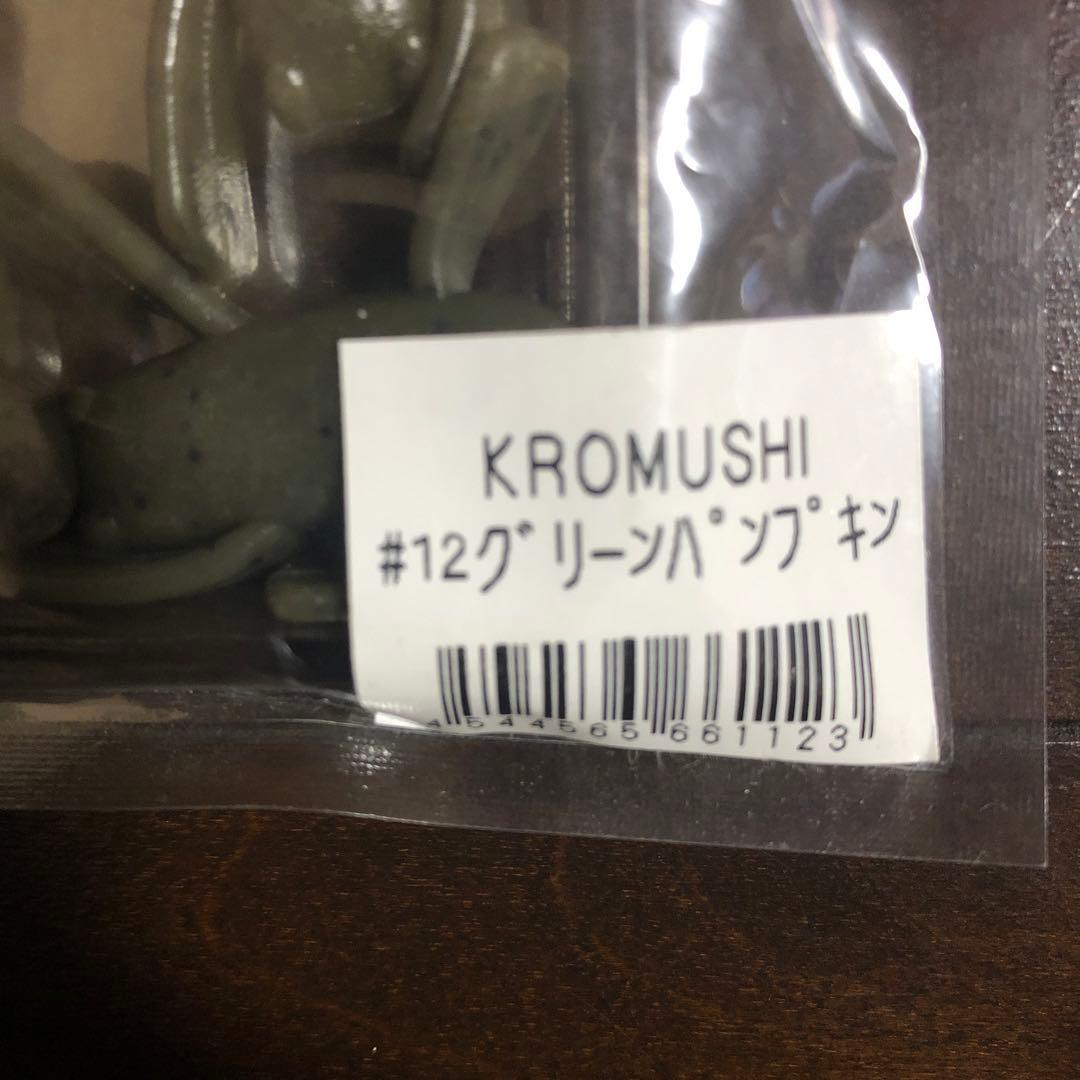 KROMUSHI
#12ｸﾞﾘｰﾝﾊﾟﾝﾌﾟｷﾝ
4544565661123